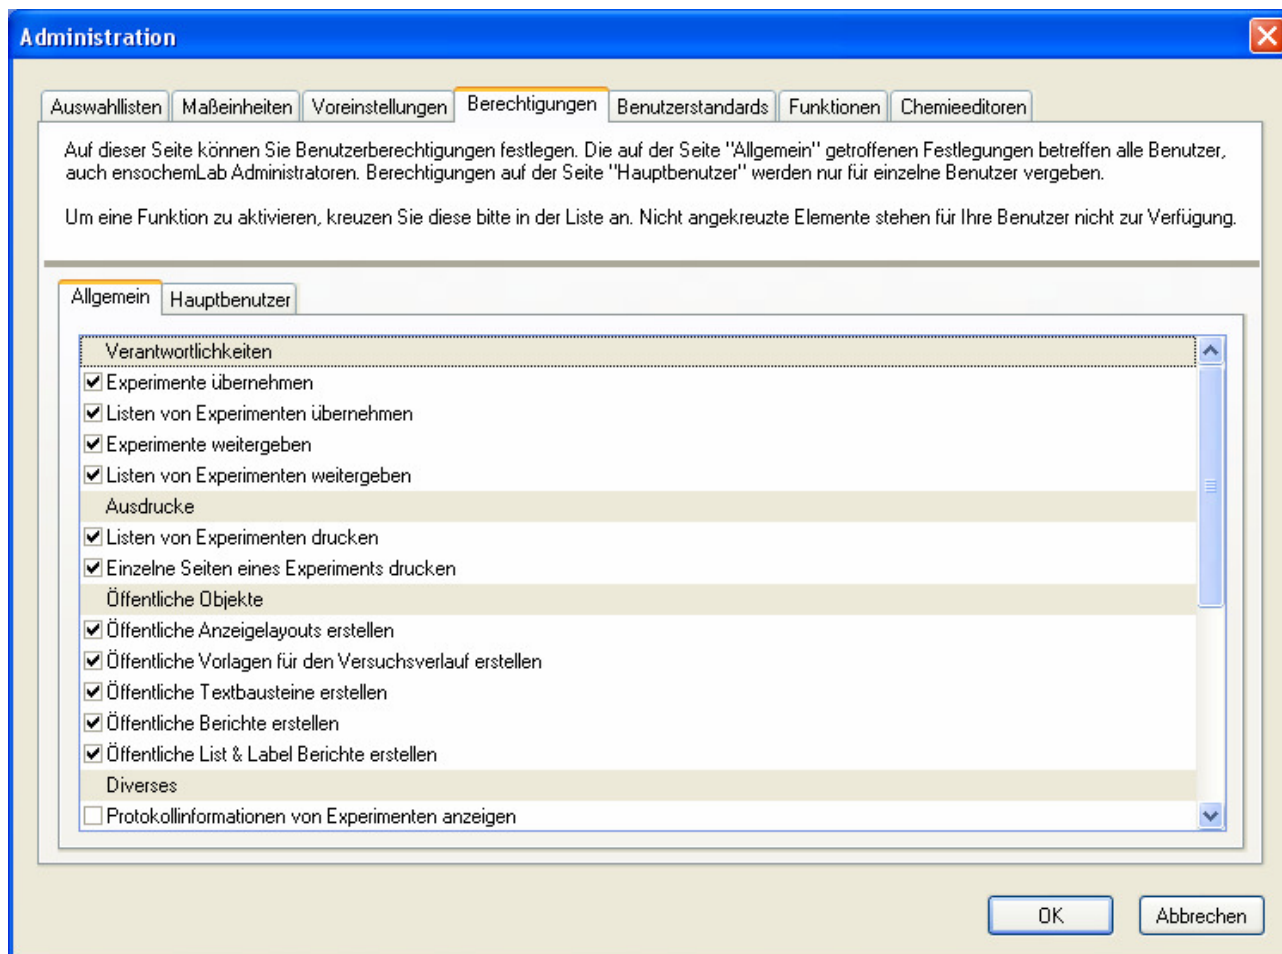 Administration
Auswahllisten Maßeinheiten Voreinstellungen Berechtigungen Benutzerstandards Funktionen Chemieeditoren
Auf dieser Seite können Sie Benutzerberechtigungen festlegen. Die auf der Seite "Allgemein" getroffenen Festlegungen betreffen alle Benutzer,
auch ensochemLab Administratoren. Berechtigungen auf der Seite "Hauptbenutzer" werden nur für einzelne Benutzer vergeben.
Um eine Funktion zu aktivieren, kreuzen Sie diese bitte in der Liste an. Nicht angekreuzte Elemente stehen für Ihre Benutzer nicht zur Verfügung.
Allgemein Hauptbenutzer
Verantwortlichkeiten
Experimente übernehmen
Listen von Experimenten übernehmen
Experimente weitergeben
Listen von Experimenten weitergeben
Ausdrucke
Listen von Experimenten drucken
Einzelne Seiten eines Experiments drucken
Öffentliche Objekte
Öffentliche Anzeigelayouts erstellen
Öffentliche Vorlagen für den Versuchsverlauf erstellen
Öffentliche Textbausteine erstellen
Öffentliche Berichte erstellen
Öffentliche List & Label Berichte erstellen
Diverses
Protokollinformationen von Experimenten anzeigen
OK Abbrechen